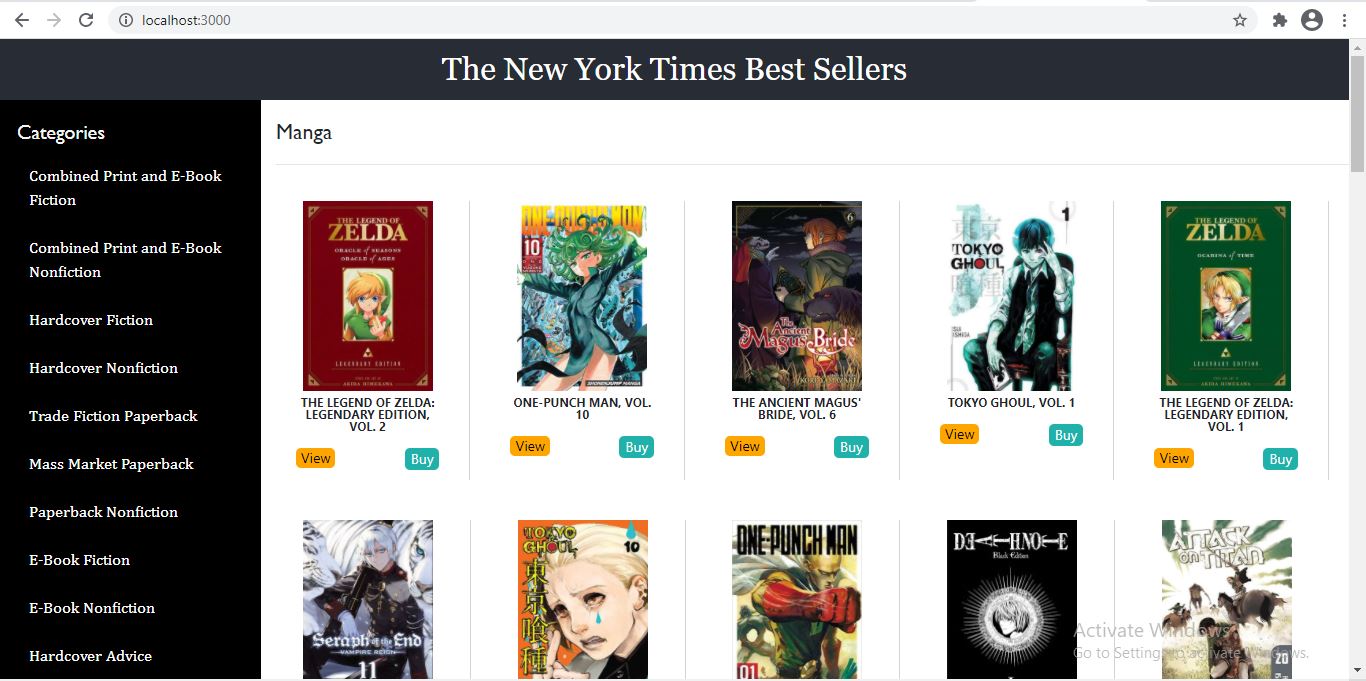 localhost:3000
The New York Times Best Sellers
Categories
Combined Print and E-Book
Fiction
Combined Print and E-Book
Nonfiction
Hardcover Fiction
Hardcover Nonfiction
Trade Fiction Paperback
Mass Market Paperback
Paperback Nonfiction
E-Book Fiction
E-Book Nonfiction
Hardcover Advice
Manga
THE LEGEND OF
ZELDA
ORACLE of SEASONS
ORACLE of AGES
LEGENDARY EDITION
AKIRA HIMEKAWA
THE LEGEND OF ZELDA:
LEGENDARY EDITION,
VOL. 2
View
Buy
ONE-PUNCH MAN
10
SHONEN JUMP MANGA
ONE-PUNCH MAN, VOL.
10
View
Buy
6
The Ancient
Magus' Bride
KORE YAMAZAKI
THE ANCIENT MAGUS'
BRIDE, VOL. 6
View
Buy
1
東京
TOKYO
GHOUL
喰種
SUI
ISHIDA
TOKYO GHOUL, VOL. 1
View
Buy
THE LEGEND OF
ZELDA
OCARINA of TIME
LEGENDARY EDITION
AKIRA HIMEKAWA
THE LEGEND OF ZELDA:
LEGENDARY EDITION,
VOL. 1
View
Buy
Seraph of the End
VAMPIRE REIGN
11
TOKYO
GHOUL
10
東京喰種
ONE-PUNCH MAN
01
DEATH NOTE
Black Edition
ATTACK
ON TITAN
20
Activate Windows
Go to Settings to activate Windows.